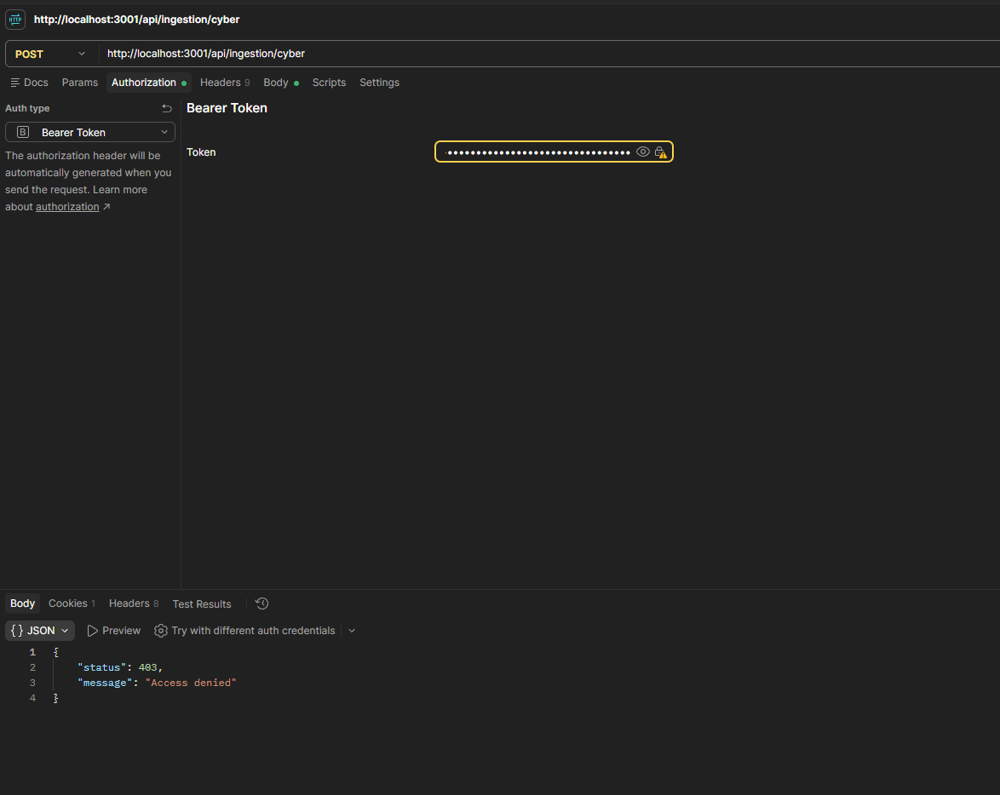 HTTP http://localhost:3001/api/ingestion/cyber
POST http://localhost:3001/api/ingestion/cyber
Docs Params Authorization Headers 9 Body Scripts Settings
Auth type
B Bearer Token
The authorization header will be
automatically generated when you
send the request. Learn more
about authorization ↗
Bearer Token
Token
Body Cookies 1 Headers 8 Test Results
{ } JSON Preview Try with different auth credentials
1 {
2 "status": 403,
3 "message": "Access denied"
4 }